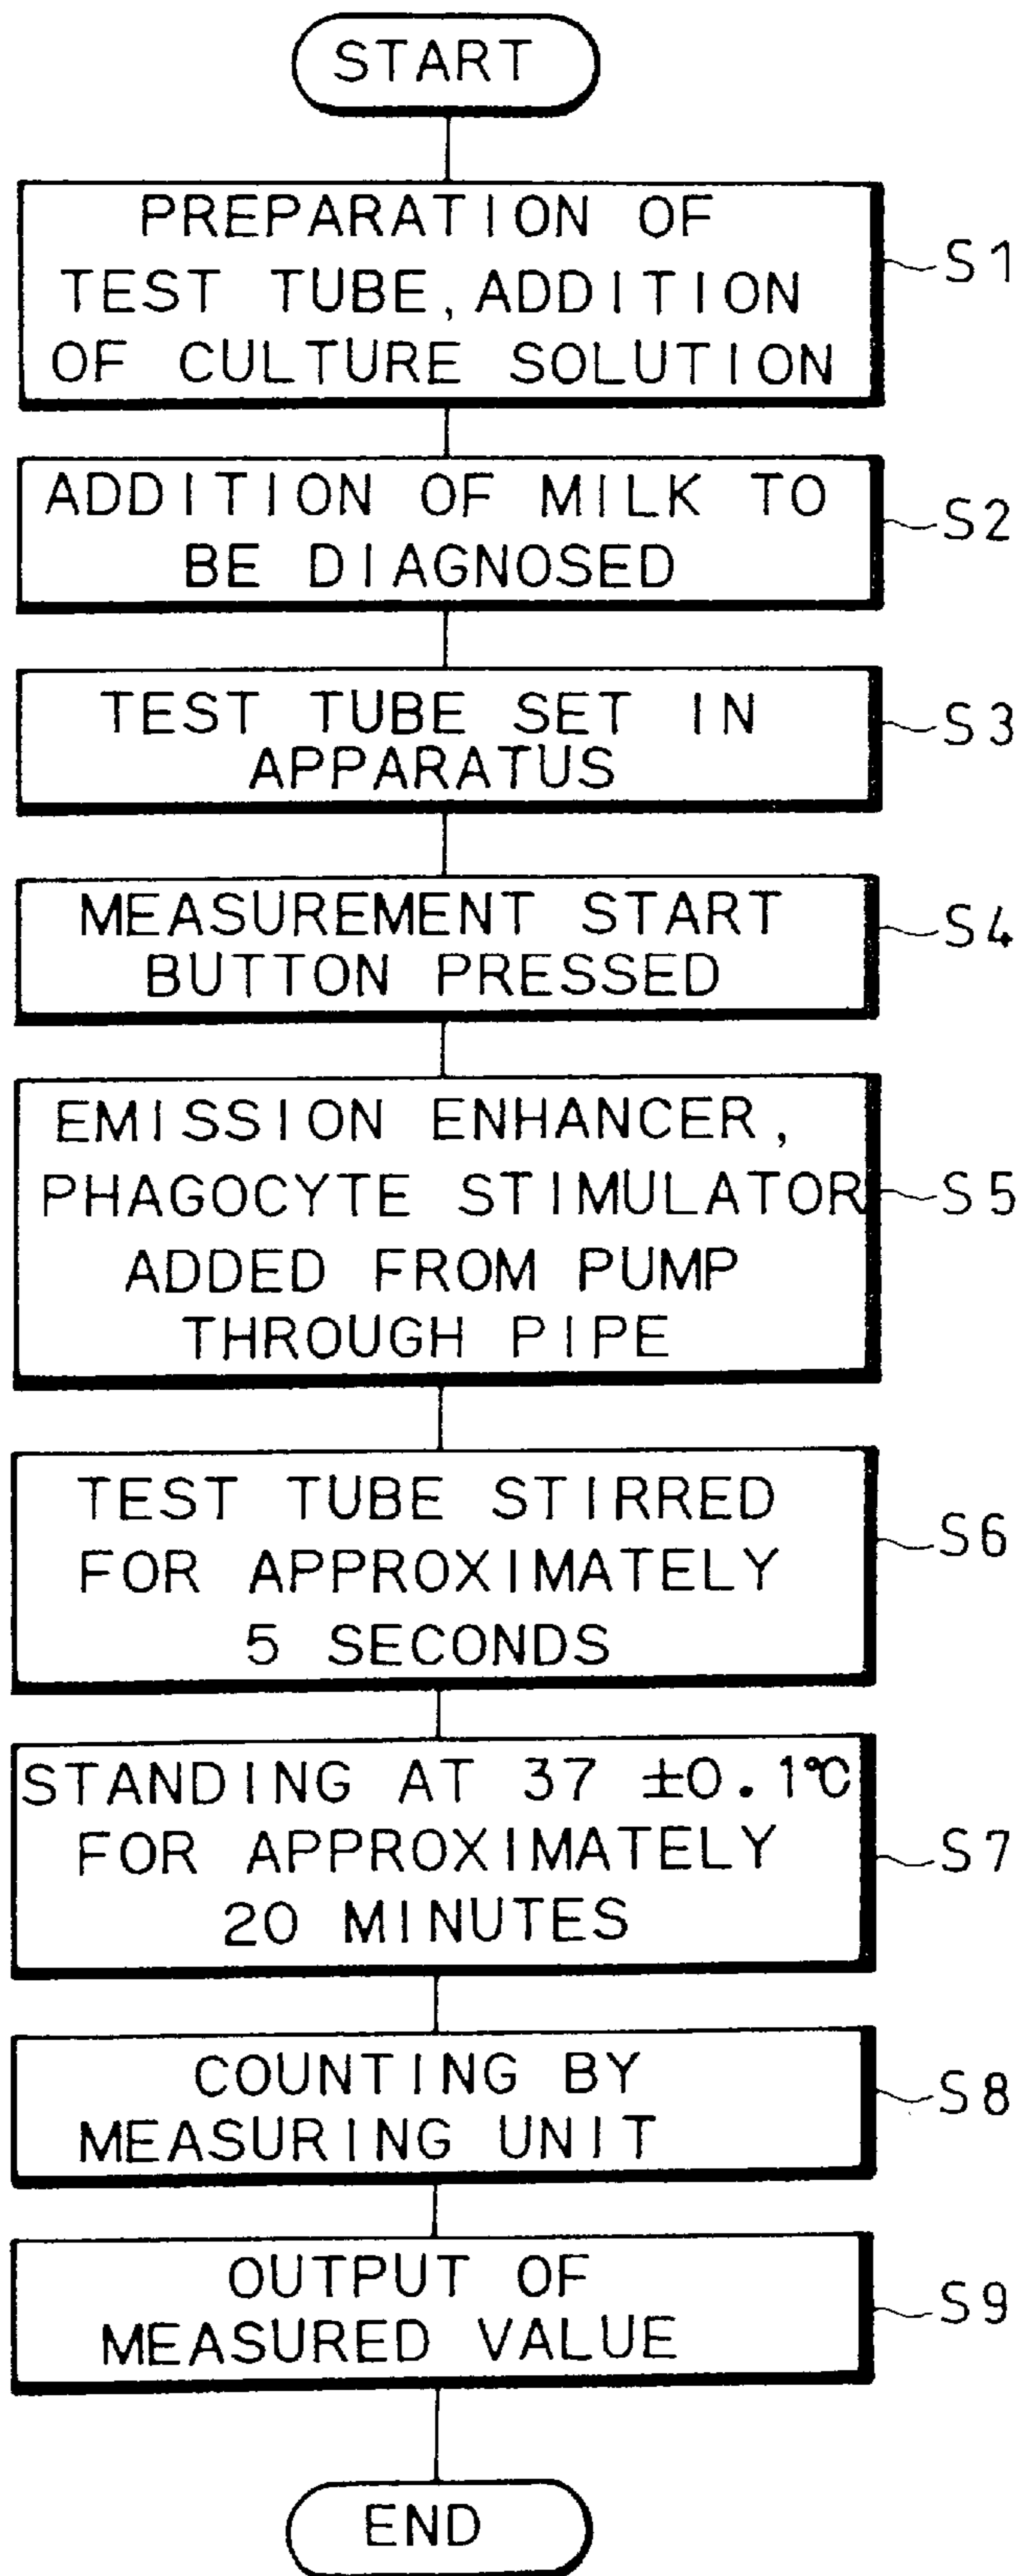 START
PREPARATION OF
TEST TUBE, ADDITION
OF CULTURE SOLUTION
S1
ADDITION OF MILK TO
BE DIAGNOSED
S2
TEST TUBE SET IN
APPARATUS
S3
MEASUREMENT START
BUTTON PRESSED
S4
EMISSION ENHANCER,
PHAGOCYTE STIMULATOR
ADDED FROM PUMP
THROUGH PIPE
S5
TEST TUBE STIRRED
FOR APPROXIMATELY
5 SECONDS
S6
STANDING AT 37 ±0.1℃
FOR APPROXIMATELY
20 MINUTES
S7
COUNTING BY
MEASURING UNIT
S8
OUTPUT OF
MEASURED VALUE
S9
END